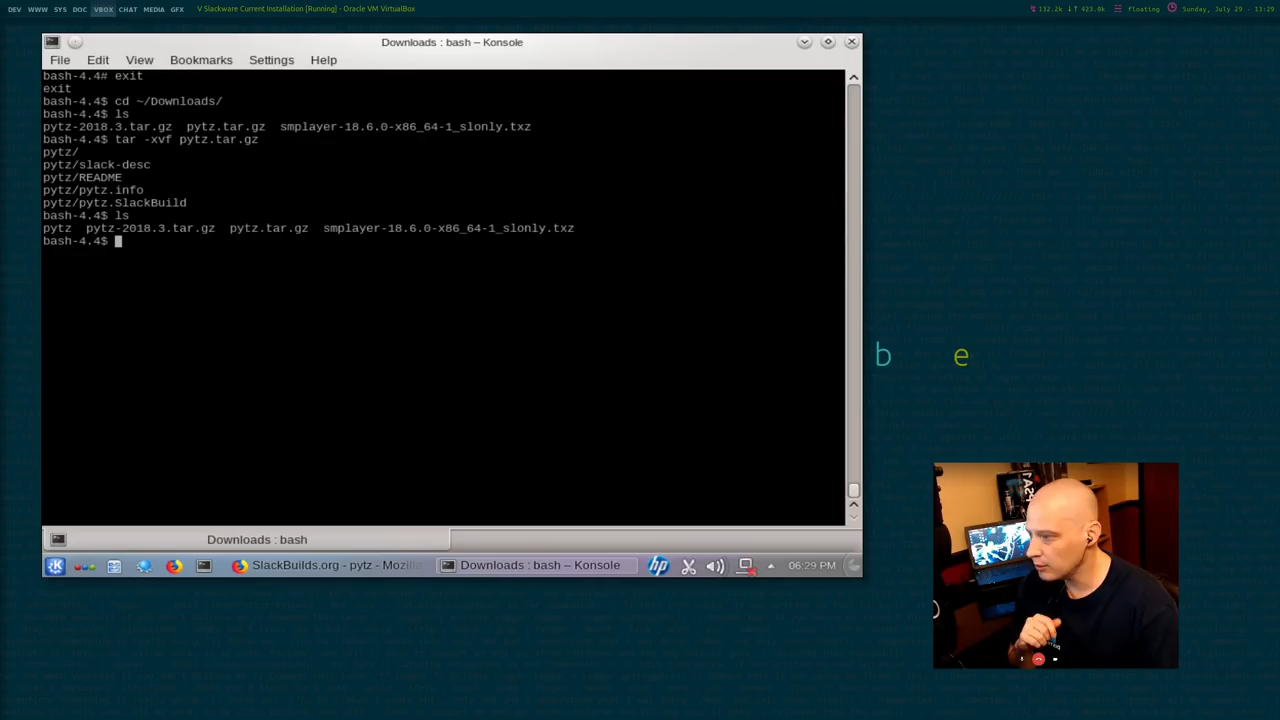 DEV WWW SYS DOC VBOX CHAT MEDIA GFX V Slackware Current Installation [Running] - Oracle VM VirtualBox 132.2k 423.0k floating Sunday, July 29 - 13:29
Downloads : bash – Konsole
File Edit View Bookmarks Settings Help
bash-4.4# exit
exit
bash-4.4$ cd ~/Downloads/
bash-4.4$ ls
pytz-2018.3.tar.gz pytz.tar.gz smplayer-18.6.0-x86_64-1_slonly.txz
bash-4.4$ tar -xvf pytz.tar.gz
pytz/
pytz/slack-desc
pytz/README
pytz/pytz.info
pytz/pytz.SlackBuild
bash-4.4$ ls
pytz pytz-2018.3.tar.gz pytz.tar.gz smplayer-18.6.0-x86_64-1_slonly.txz
bash-4.4$
b e
Downloads : bash
SlackBuilds.org - pytz - Mozilla Downloads : bash – Konsole hp 06:29 PM